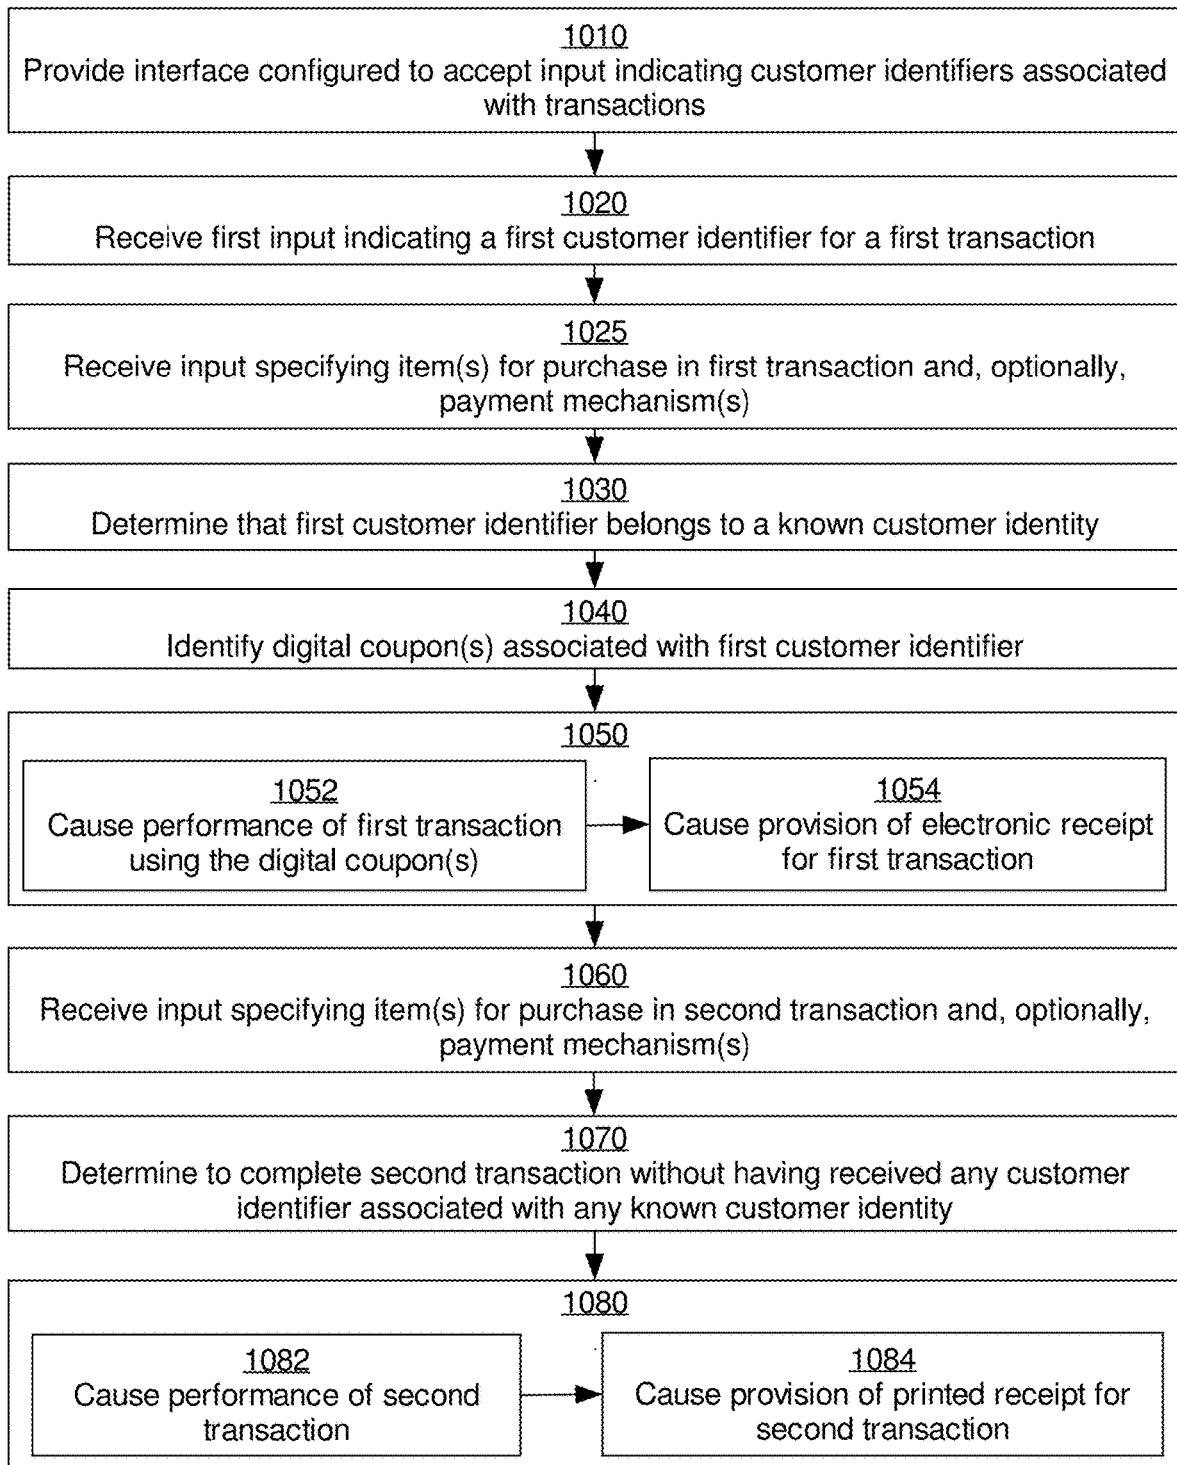 1010
Provide interface configured to accept input indicating customer identifiers associated
with transactions
1020
Receive first input indicating a first customer identifier for a first transaction
1025
Receive input specifying item(s) for purchase in first transaction and, optionally,
payment mechanism(s)
1030
Determine that first customer identifier belongs to a known customer identity
1040
Identify digital coupon(s) associated with first customer identifier
1050
1052
Cause performance of first transaction
using the digital coupon(s)
1054
Cause provision of electronic receipt
for first transaction
1060
Receive input specifying item(s) for purchase in second transaction and, optionally,
payment mechanism(s)
1070
Determine to complete second transaction without having received any customer
identifier associated with any known customer identity
1080
1082
Cause performance of second
transaction
1084
Cause provision of printed receipt for
second transaction